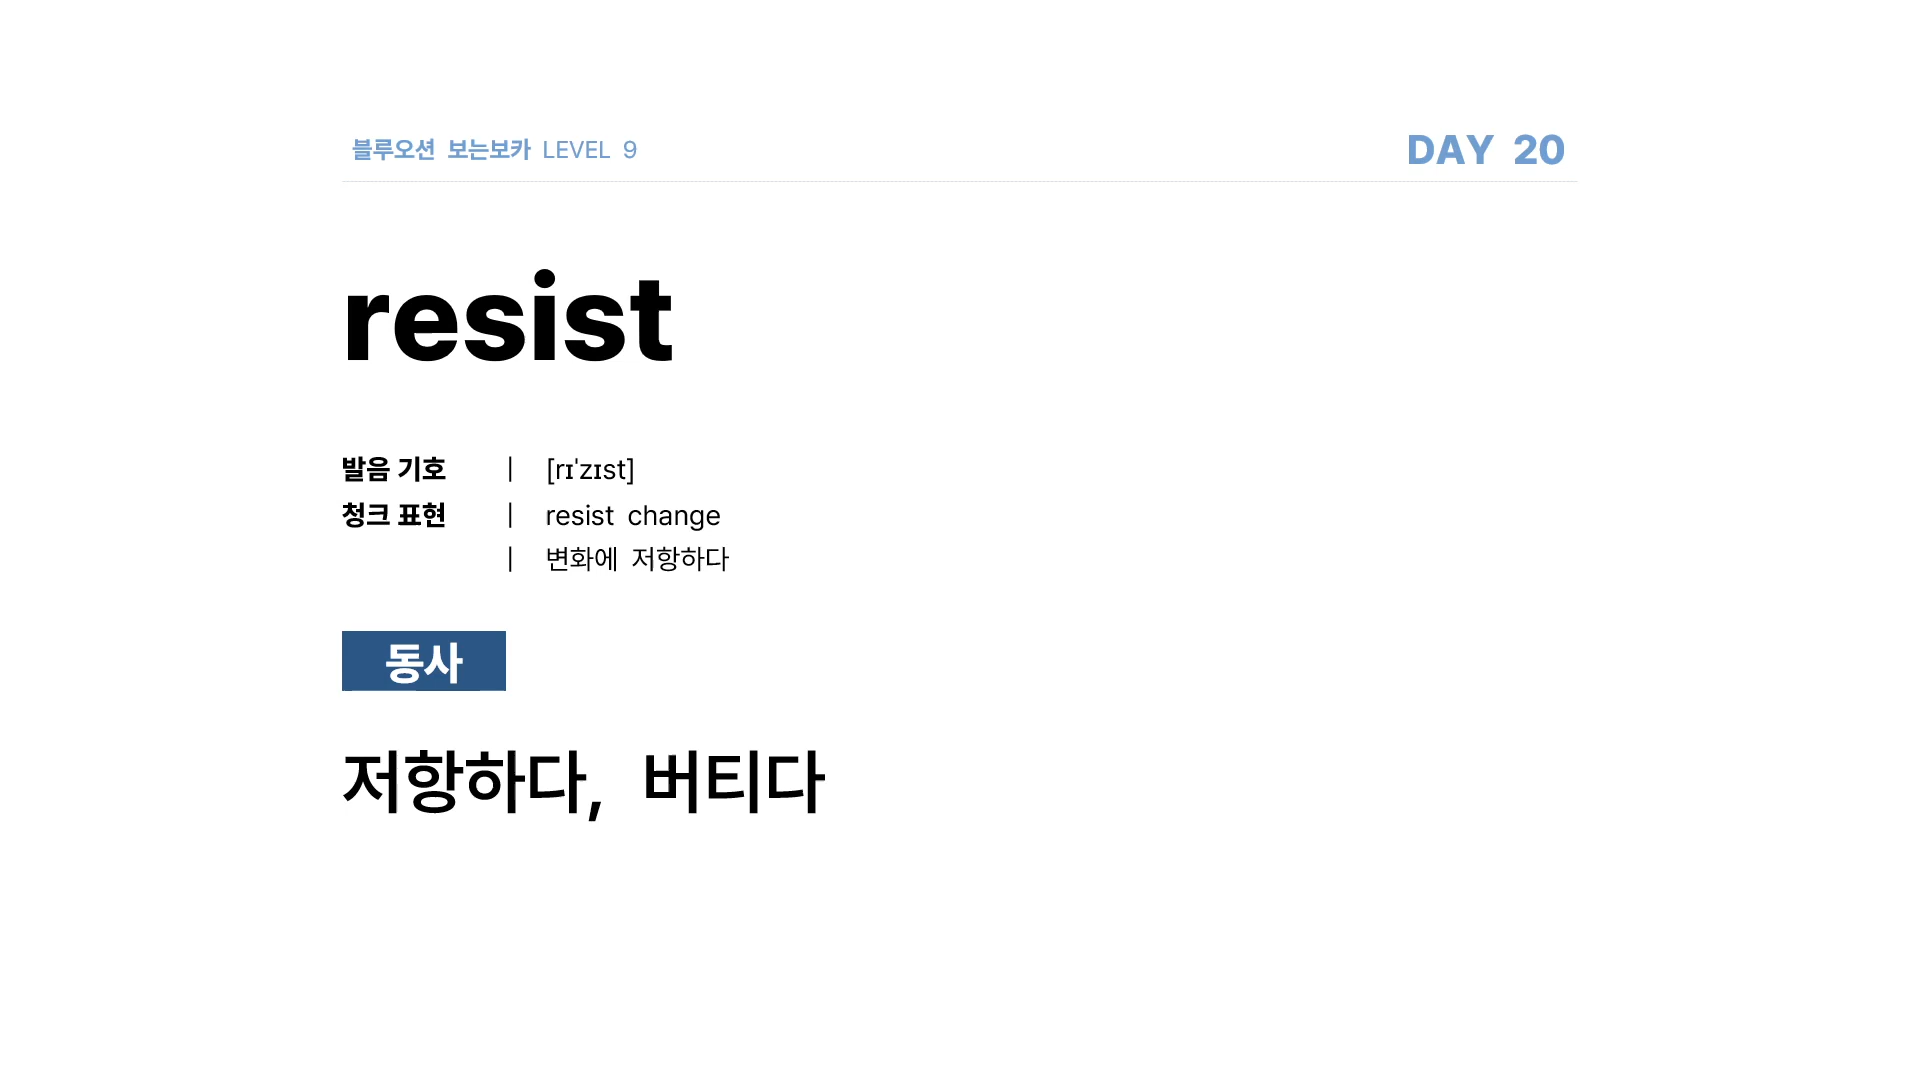 블루오션 보는보카 LEVEL 9
DAY 20
resist
발음 기호 | [rɪˈzɪst]
청크 표현 | resist change
| 변화에 저항하다
동사
저항하다, 버티다